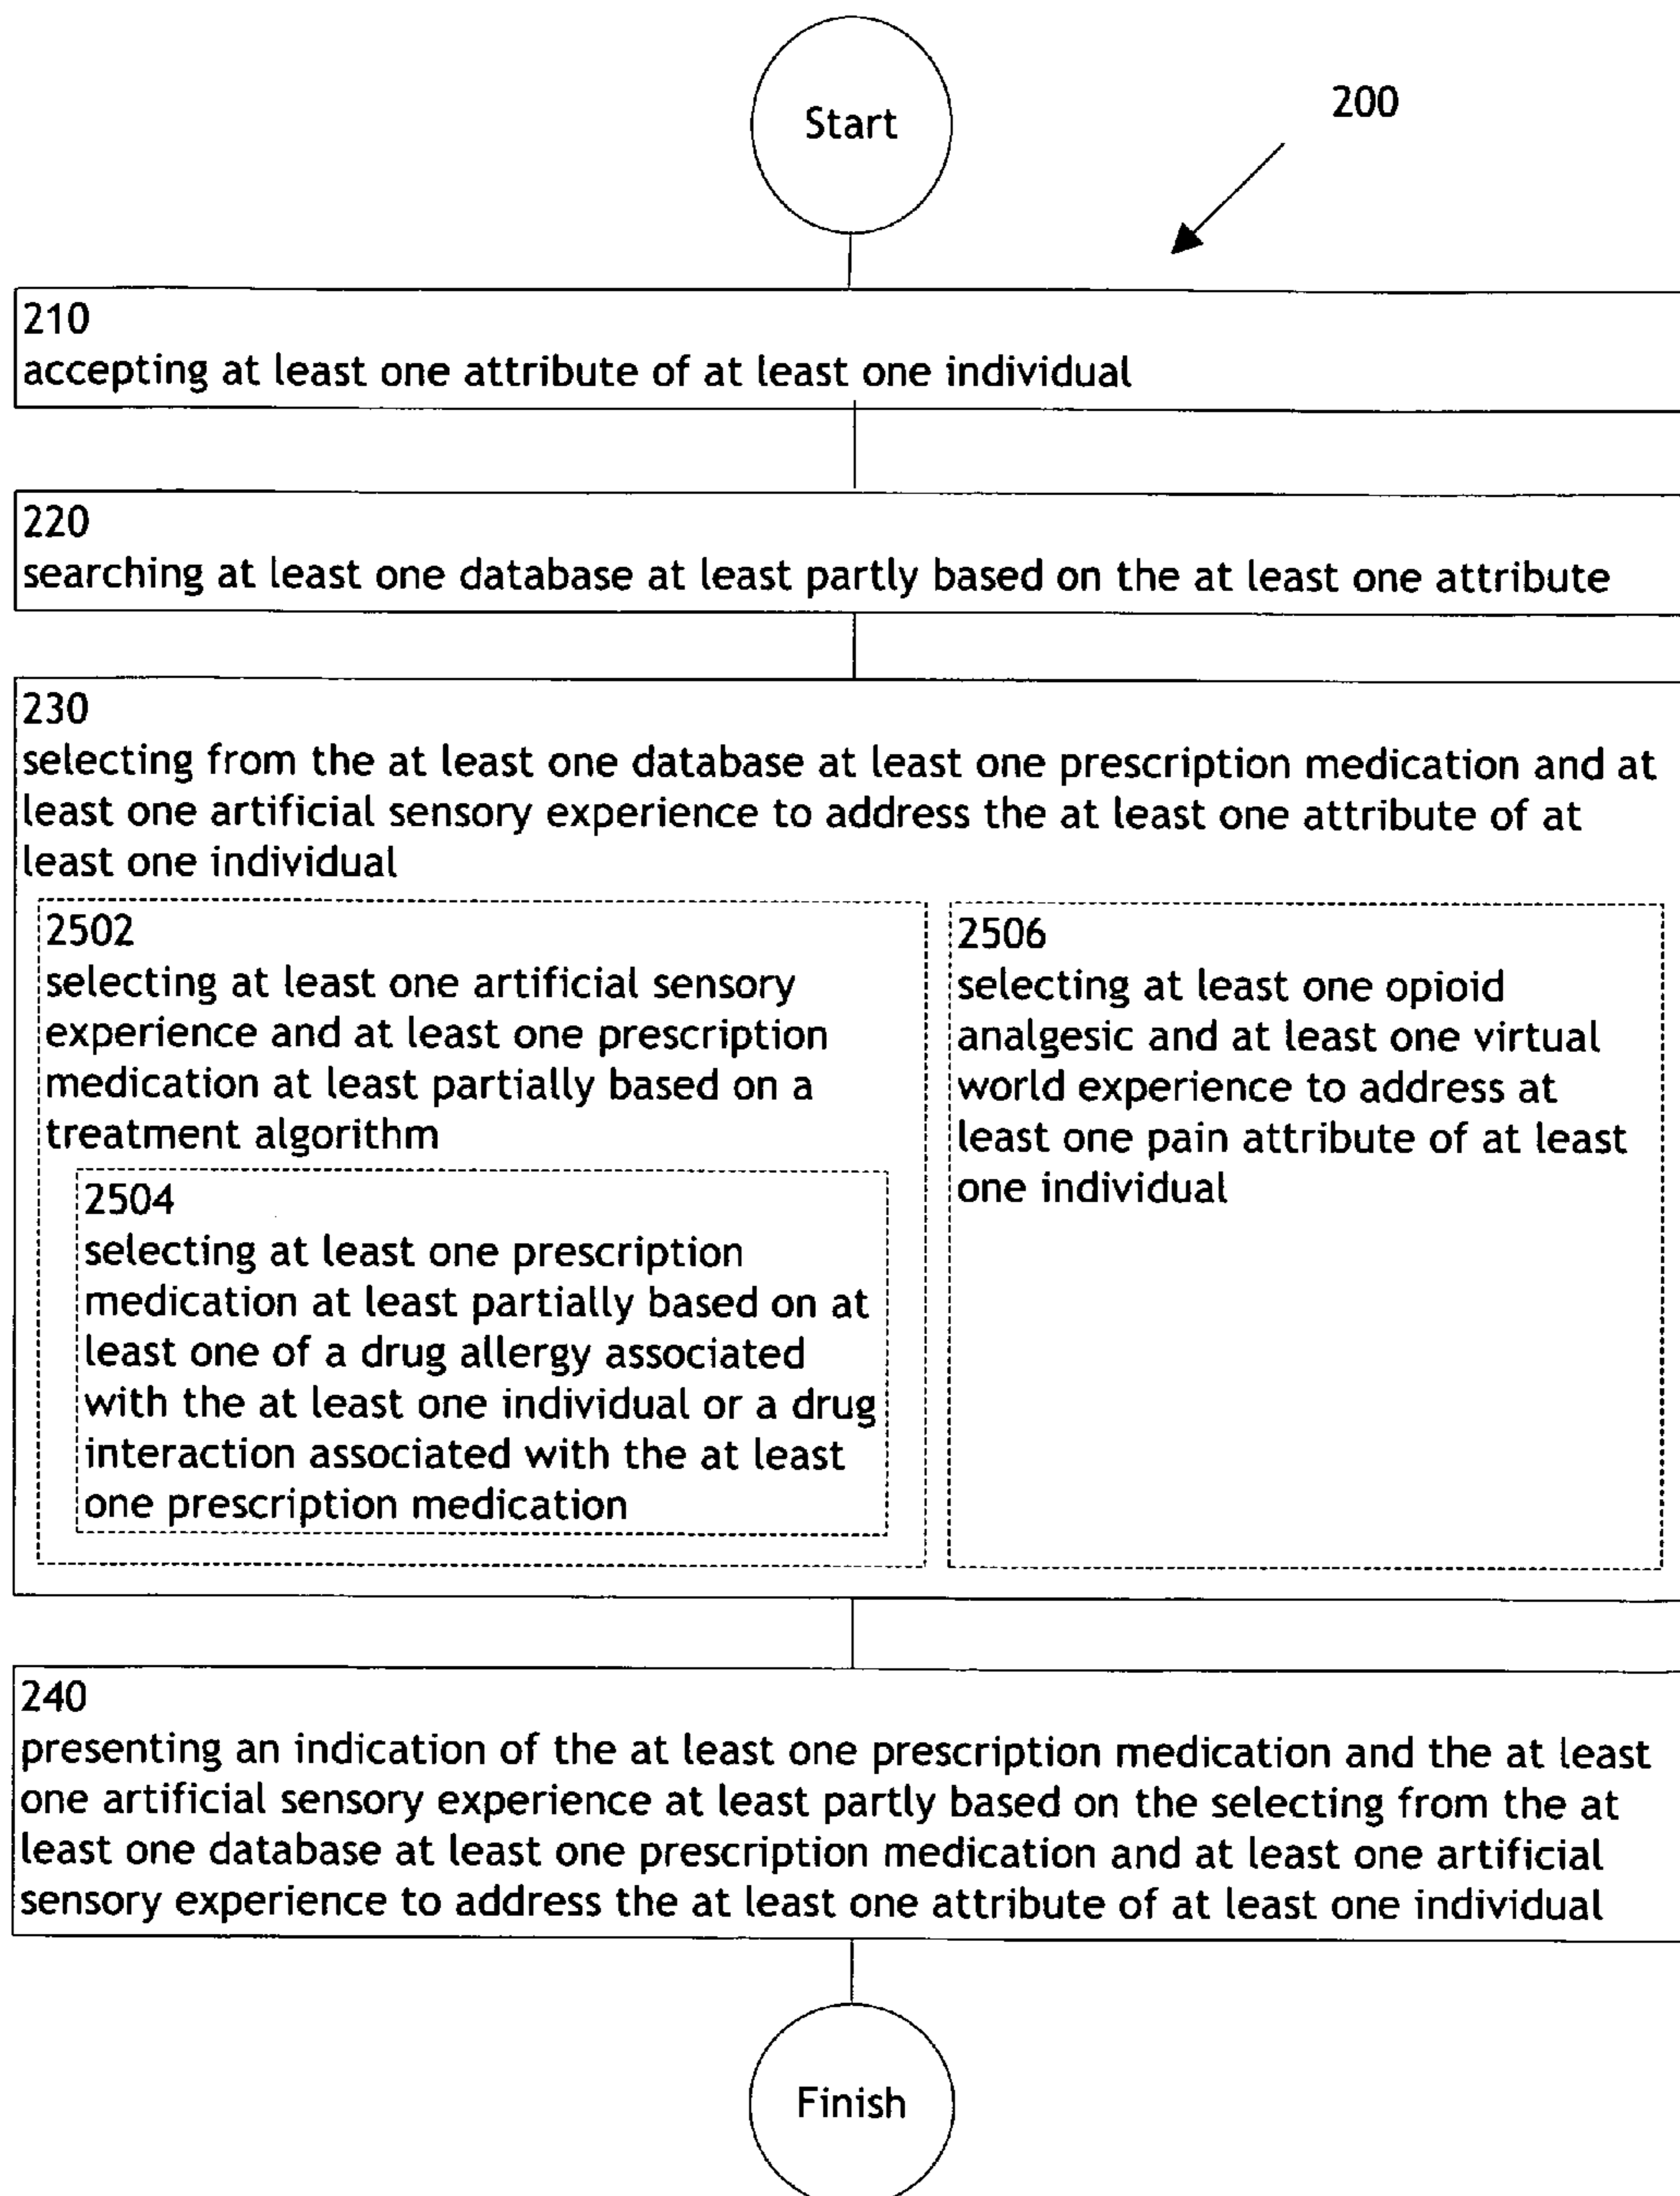 Start
200
210
accepting at least one attribute of at least one individual
220
searching at least one database at least partly based on the at least one attribute
230
selecting from the at least one database at least one prescription medication and at
least one artificial sensory experience to address the at least one attribute of at
least one individual
2502
selecting at least one artificial sensory
experience and at least one prescription
medication at least partially based on a
treatment algorithm
2504
selecting at least one prescription
medication at least partially based on at
least one of a drug allergy associated
with the at least one individual or a drug
interaction associated with the at least
one prescription medication
2506
selecting at least one opioid
analgesic and at least one virtual
world experience to address at
least one pain attribute of at least
one individual
240
presenting an indication of the at least one prescription medication and the at least
one artificial sensory experience at least partly based on the selecting from the at
least one database at least one prescription medication and at least one artificial
sensory experience to address the at least one attribute of at least one individual
Finish